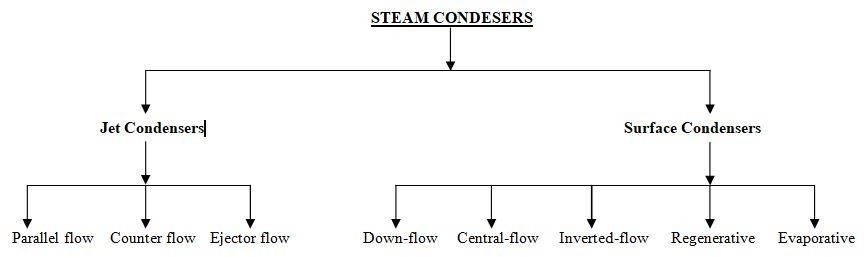 STEAM CONDESERS
Jet Condensers Surface Condensers
Parallel flow Counter flow Ejector flow Down-flow Central-flow Inverted-flow Regenerative Evaporative